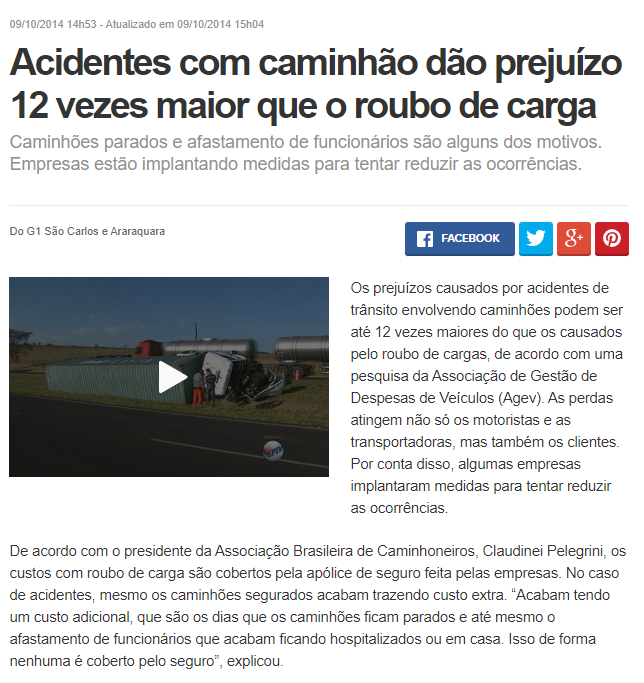 09/10/2014 14h53 - Atualizado em 09/10/2014 15h04
Acidentes com caminhão dão prejuízo
12 vezes maior que o roubo de carga
Caminhões parados e afastamento de funcionários são alguns dos motivos.
Empresas estão implantando medidas para tentar reduzir as ocorrências.
Do G1 São Carlos e Araraquara
FACEBOOK
g+
Os prejuízos causados por acidentes de
trânsito envolvendo caminhões podem ser
até 12 vezes maiores do que os causados
pelo roubo de cargas, de acordo com uma
pesquisa da Associação de Gestão de
Despesas de Veículos (Agev). As perdas
atingem não só os motoristas e as
transportadoras, mas também os clientes.
Por conta disso, algumas empresas
implantaram medidas para tentar reduzir
as ocorrências.
De acordo com o presidente da Associação Brasileira de Caminhoneiros, Claudinei Pelegrini, os
custos com roubo de carga são cobertos pela apólice de seguro feita pelas empresas. No caso
de acidentes, mesmo os caminhões segurados acabam trazendo custo extra. “Acabam tendo
um custo adicional, que são os dias que os caminhões ficam parados e até mesmo o
afastamento de funcionários que acabam ficando hospitalizados ou em casa. Isso de forma
nenhuma é coberto pelo seguro”, explicou.